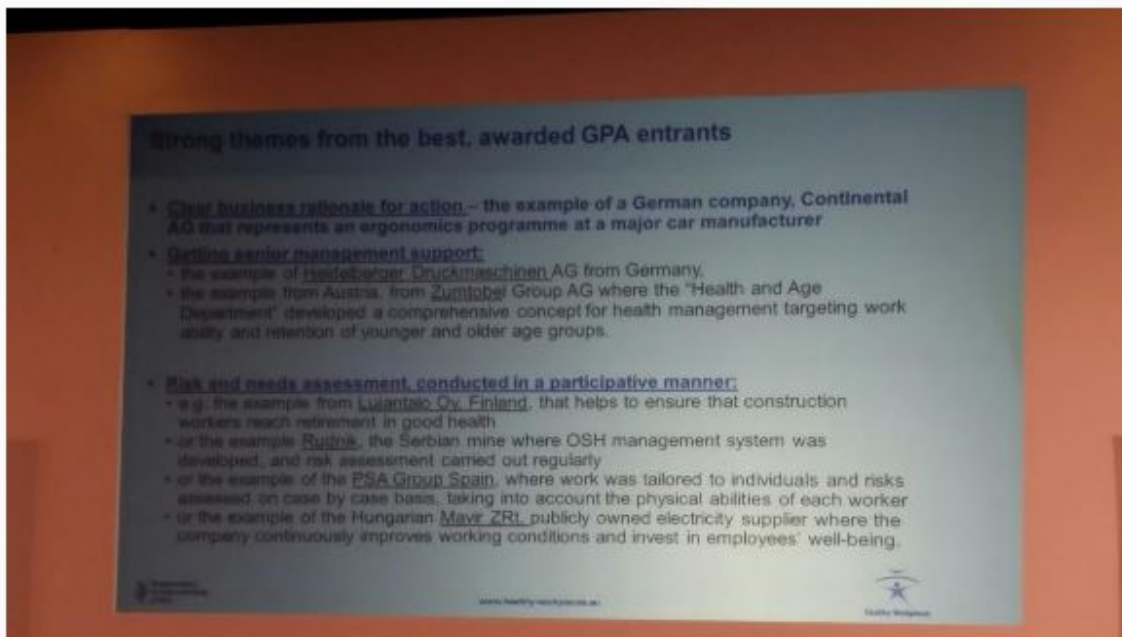 Strong themes from the best, awarded GPA entrants
• Clear business rationale for action – the example of a German company, Continental
AG that represents an ergonomics programme at a major car manufacturer
• Getting senior management support:
• the example of Heidelberger Druckmaschinen AG from Germany,
• the example from Austria, from Zumtobel Group AG where the "Health and Age
Department" developed a comprehensive concept for health management targeting work
ability and retention of younger and older age groups.
• Risk and needs assessment, conducted in a participative manner:
• e.g. the example from Lujantalo Oy, Finland, that helps to ensure that construction
workers reach retirement in good health
• or the example Rudnik, the Serbian mine where OSH management system was
developed, and risk assessment carried out regularly
• or the example of the PSA Group Spain, where work was tailored to individuals and risks
assessed on case by case basis, taking into account the physical abilities of each worker
• or the example of the Hungarian Mavir ZRt. publicly owned electricity supplier where the
company continuously improves working conditions and invest in employees' well-being.
www.healthy-workplaces.eu
Healthy Workplaces